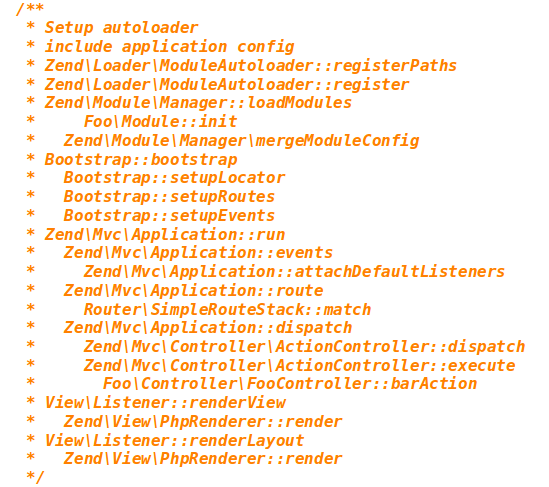 /**
 * Setup autoloader
 * include application config
 * Zend\Loader\ModuleAutoloader::registerPaths
 * Zend\Loader\ModuleAutoloader::register
 * Zend\Module\Manager::loadModules
 *     Foo\Module::init
 *   Zend\Module\Manager\mergeModuleConfig
 * Bootstrap::bootstrap
 *   Bootstrap::setupLocator
 *   Bootstrap::setupRoutes
 *   Bootstrap::setupEvents
 * Zend\Mvc\Application::run
 *   Zend\Mvc\Application::events
 *     Zend\Mvc\Application::attachDefaultListeners
 *   Zend\Mvc\Application::route
 *     Router\SimpleRouteStack::match
 *   Zend\Mvc\Application::dispatch
 *     Zend\Mvc\Controller\ActionController::dispatch
 *     Zend\Mvc\Controller\ActionController::execute
 *       Foo\Controller\FooController::barAction
 * View\Listener::renderView
 *   Zend\View\PhpRenderer::render
 * View\Listener::renderLayout
 *   Zend\View\PhpRenderer::render
 */